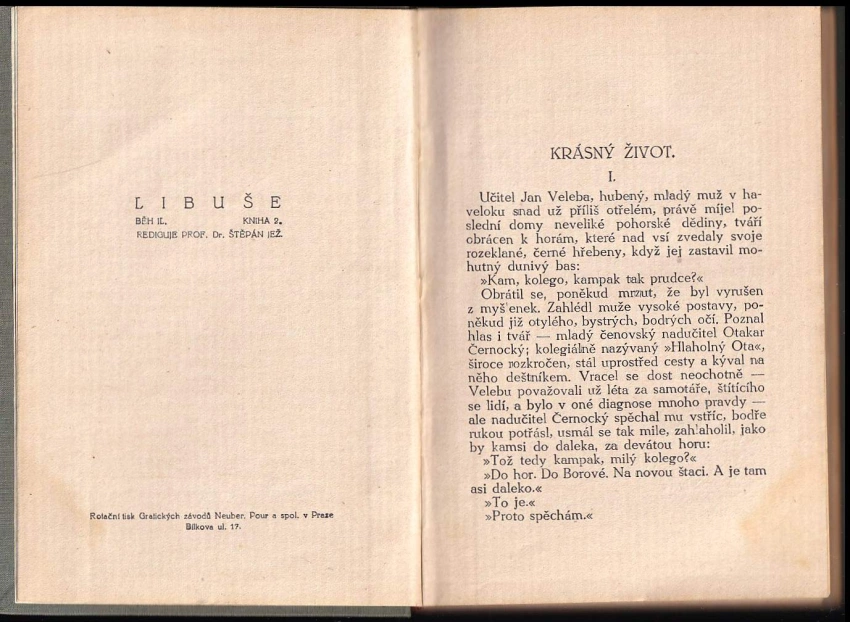 LIBUŠE
BĚH IL. KNIHA 2.
REDIGUJE PROF. Dr. ŠTĚPÁN JEŽ.
Rotační tisk Grafických závodů Neuber, Pour a spol. v Praze
Bílkova ul. 17.
KRÁSNÝ ŽIVOT.
I.
Učitel Jan Veleba, hubený, mladý muž v ha-
veloku snad už příliš otřelém, právě míjel po-
slední domy neveliké pohorské dědiny, tváří
obrácen k horám, které nad vsí zvedaly svoje
rozeklané, černé hřebeny, když jej zastavil mo-
hutný dunivý bas:
»Kam, kolego, kampak tak prudce?«
Obrátil se, poněkud mrzut, že byl vyrušen
z myšlenek. Zahlédl muže vysoké postavy, po-
někud již otylého, bystrých, bodrých očí. Poznal
hlas i tvář — mladý čenovský nadučitel Otakar
Černocký; kolegiálně nazývaný »Hlaholný Ota«,
široce rozkročen, stál uprostřed cesty a kýval na
něho deštníkem. Vracel se dost neochotně —
Velebu považovali už léta za samotáře, štítícího
se lidí, a bylo v oné diagnose mnoho pravdy —
ale nadučitel Černocký spěchal mu vstříc, bodře
rukou potřásl, usmál se tak mile, zahlaholil, jako
by kamsi do daleka, za devátou horu:
»Tož tedy kampak, milý kolego?«
»Do hor. Do Borové. Na novou štaci. A je tam
asi daleko.«
»To je.«
»Proto spěchám.«